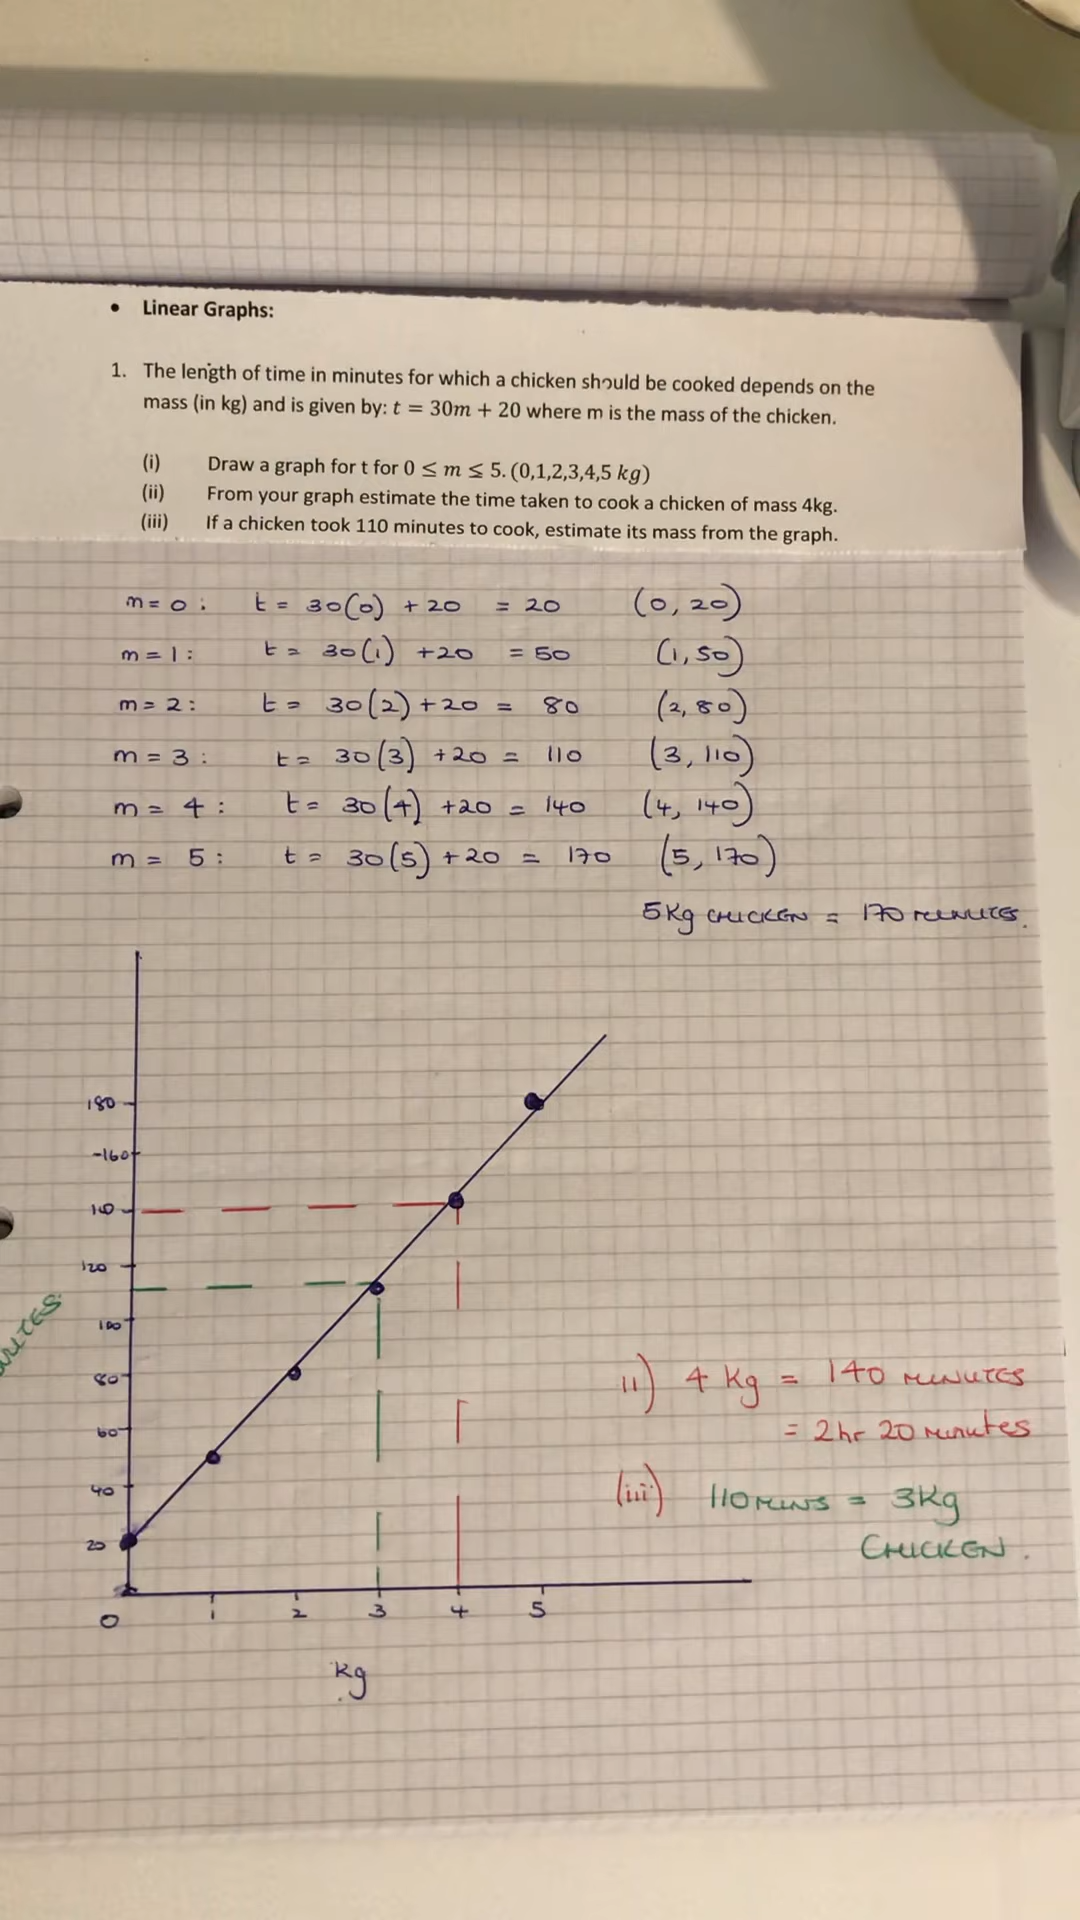 • Linear Graphs:
1. The length of time in minutes for which a chicken should be cooked depends on the
mass (in kg) and is given by: t = 30m + 20 where m is the mass of the chicken.
(i) Draw a graph for t for 0 ≤ m ≤ 5. (0,1,2,3,4,5 kg)
(ii) From your graph estimate the time taken to cook a chicken of mass 4kg.
(iii) If a chicken took 110 minutes to cook, estimate its mass from the graph.
m = 0 : t = 30(0) + 20 = 20 (0, 20)
m = 1 : t = 30(1) + 20 = 50 (1, 50)
m = 2 : t = 30(2) + 20 = 80 (2, 80)
m = 3 : t = 30(3) + 20 = 110 (3, 110)
m = 4 : t = 30(4) + 20 = 140 (4, 140)
m = 5 : t = 30(5) + 20 = 170 (5, 170)
5Kg CHICKEN = 170 MINUTES.
180
-160
140
120
100
80
60
40
20
0
1 2 3 4 5
kg
ii) 4 Kg = 140 MINUTES
= 2hr 20 minutes
(iii) 110 MINS = 3Kg
CHICKEN.